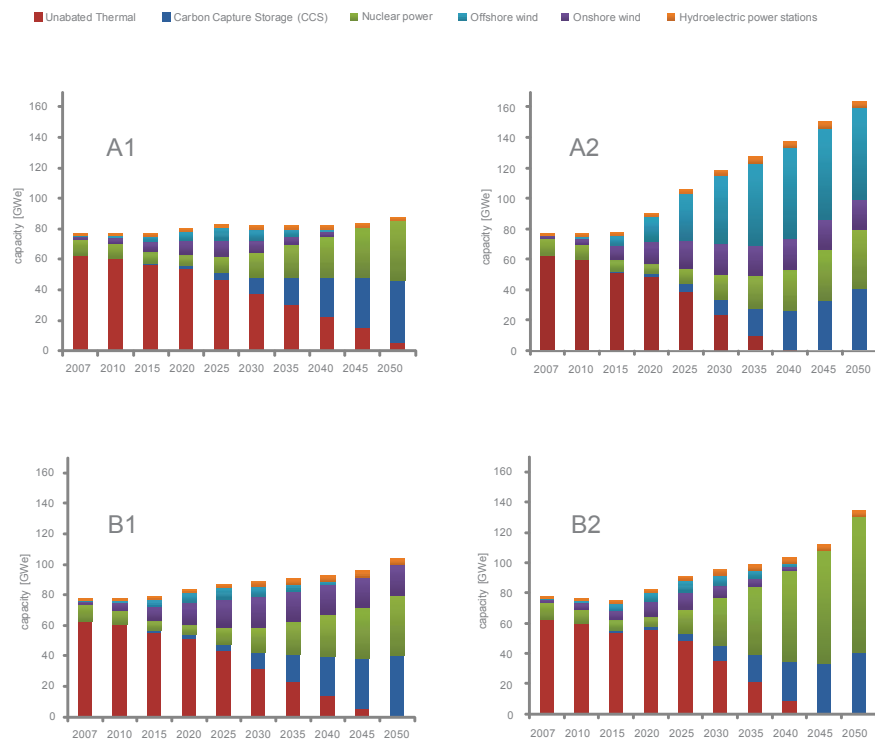 Unabated Thermal Carbon Capture Storage (CCS) Nuclear power Offshore wind Onshore wind Hydroelectric power stations
A1
capacity [GWe]
160
140
120
100
80
60
40
20
0
2007 2010 2015 2020 2025 2030 2035 2040 2045 2050
A2
capacity [GWe]
160
140
120
100
80
60
40
20
0
2007 2010 2015 2020 2025 2030 2035 2040 2045 2050
B1
capacity [GWe]
160
140
120
100
80
60
40
20
0
2007 2010 2015 2020 2025 2030 2035 2040 2045 2050
B2
capacity [GWe]
160
140
120
100
80
60
40
20
0
2007 2010 2015 2020 2025 2030 2035 2040 2045 2050